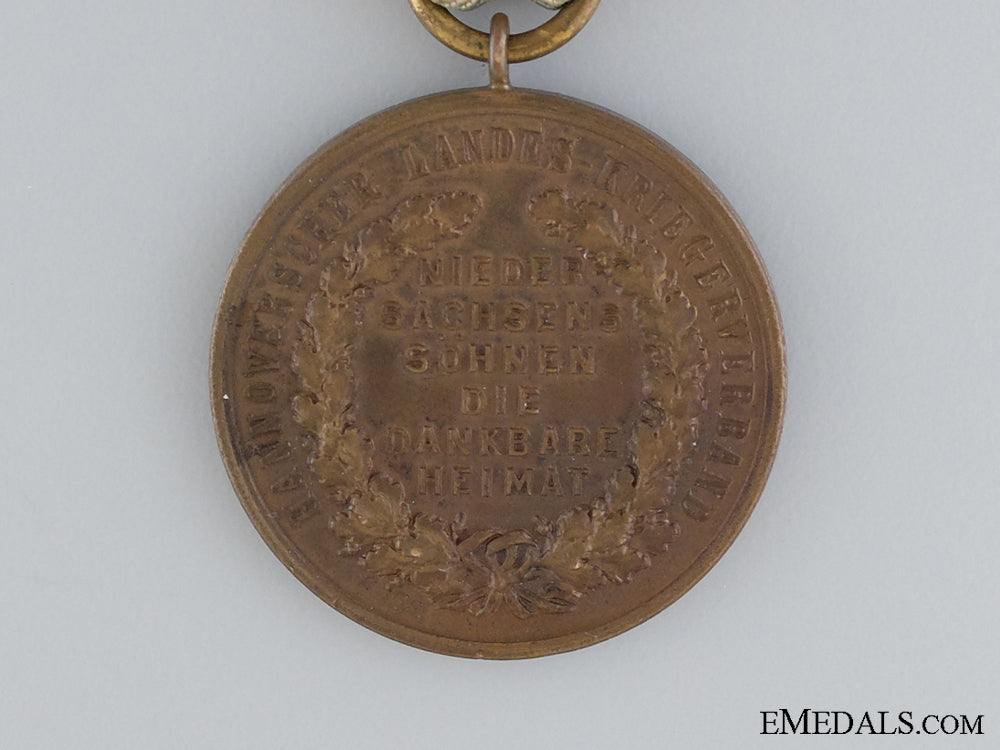 HANNOVERSCHER LANDES-KRIEGERVERBAND
NIEDER
SACHSENS
SÖHNEN
DIE
DANKBARE
HEIMAT
EMEDALS.COM